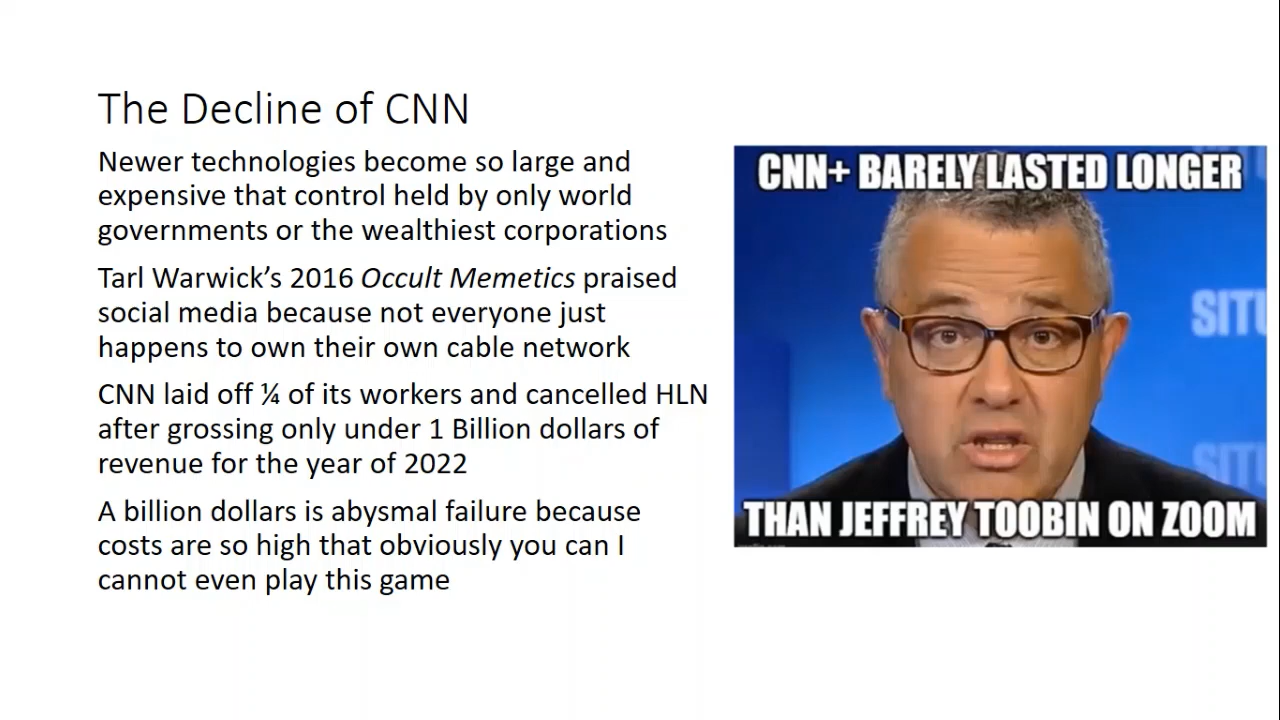 The Decline of CNN
Newer technologies become so large and
expensive that control held by only world
governments or the wealthiest corporations
Tarl Warwick’s 2016 Occult Memetics praised
social media because not everyone just
happens to own their own cable network
CNN laid off ¼ of its workers and cancelled HLN
after grossing only under 1 Billion dollars of
revenue for the year of 2022
A billion dollars is abysmal failure because
costs are so high that obviously you can I
cannot even play this game
CNN+ BARELY LASTED LONGER
SITU
SIT
THAN JEFFREY TOOBIN ON ZOOM